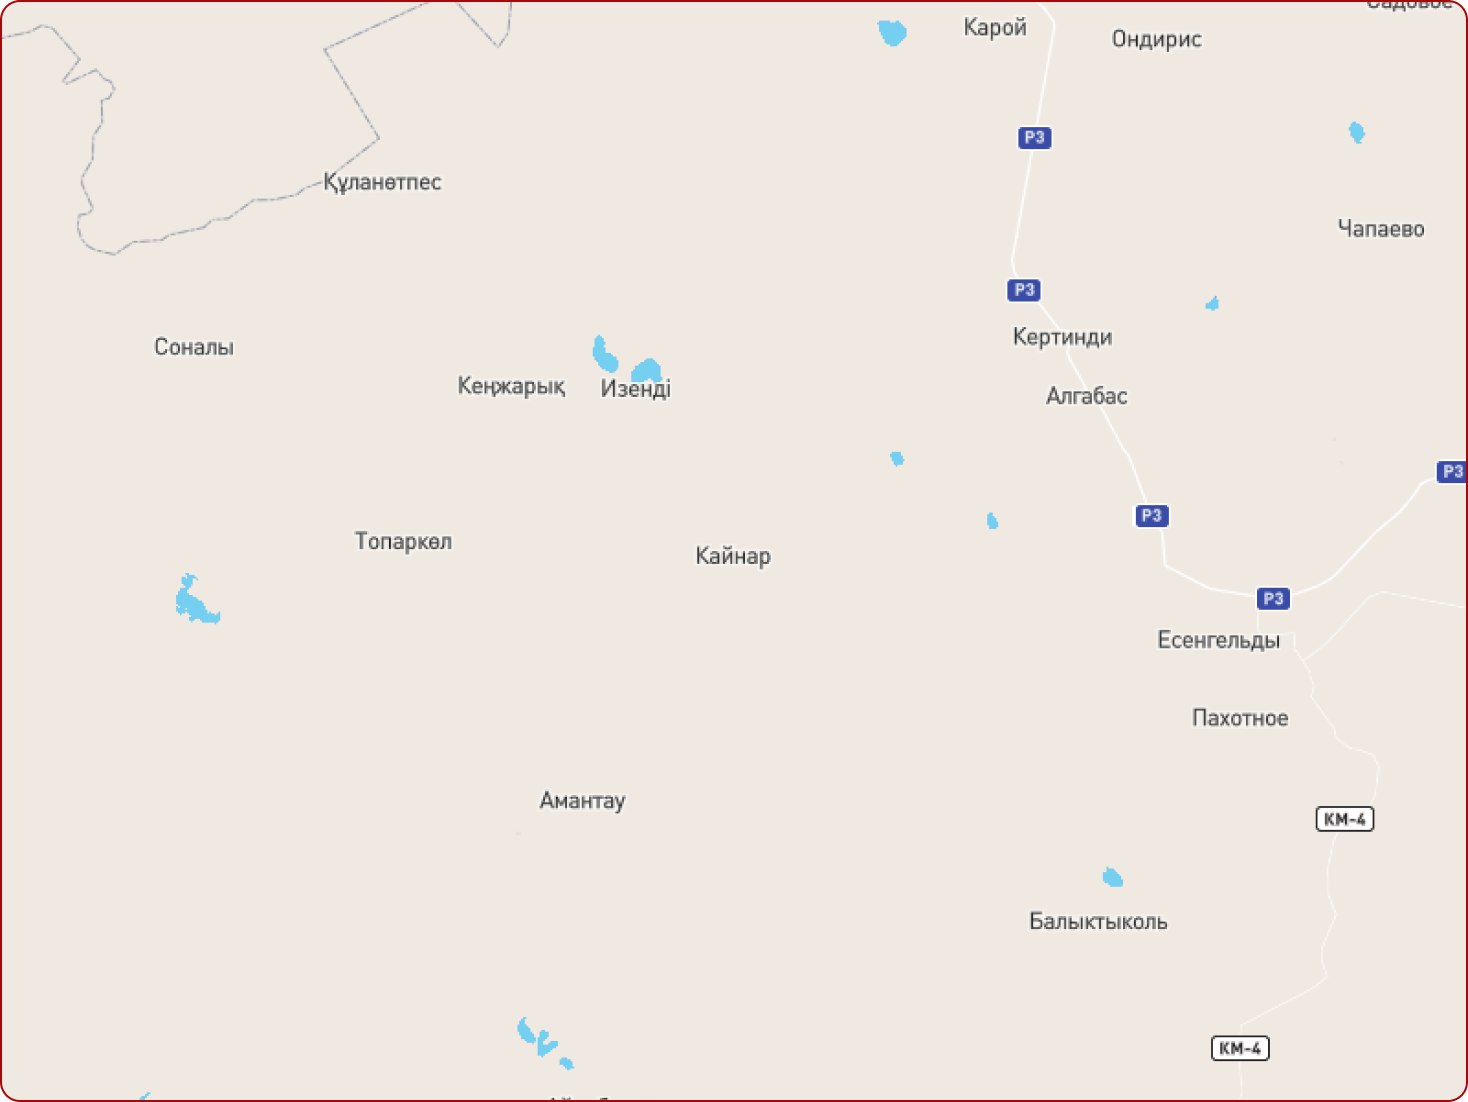 Садовое
Карой
Ондирис
Р3
Құланөтпес
Чапаево
Р3
Кертинди
Соналы
Кеңжарық
Изенді
Алгабас
Р3
Р3
Топаркөл
Кайнар
Р3
Есенгельды
Пахотное
Амантау
КМ-4
Балыктыколь
КМ-4